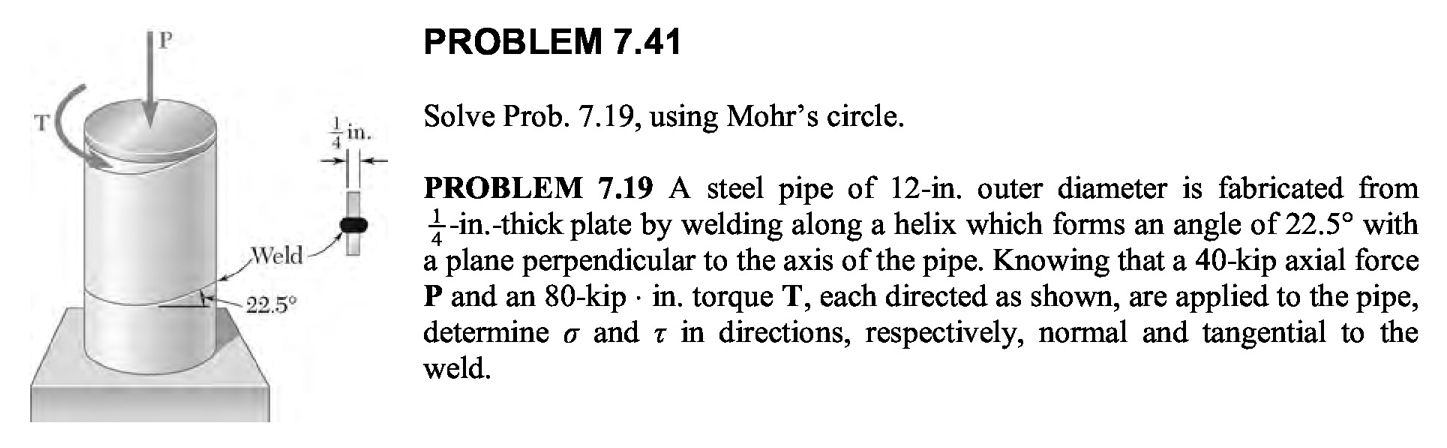 P
T
1/4 in.
Weld
22.5°
PROBLEM 7.41
Solve Prob. 7.19, using Mohr’s circle.
PROBLEM 7.19 A steel pipe of 12-in. outer diameter is fabricated from
1/4-in.-thick plate by welding along a helix which forms an angle of 22.5° with
a plane perpendicular to the axis of the pipe. Knowing that a 40-kip axial force
P and an 80-kip · in. torque T, each directed as shown, are applied to the pipe,
determine σ and τ in directions, respectively, normal and tangential to the
weld.